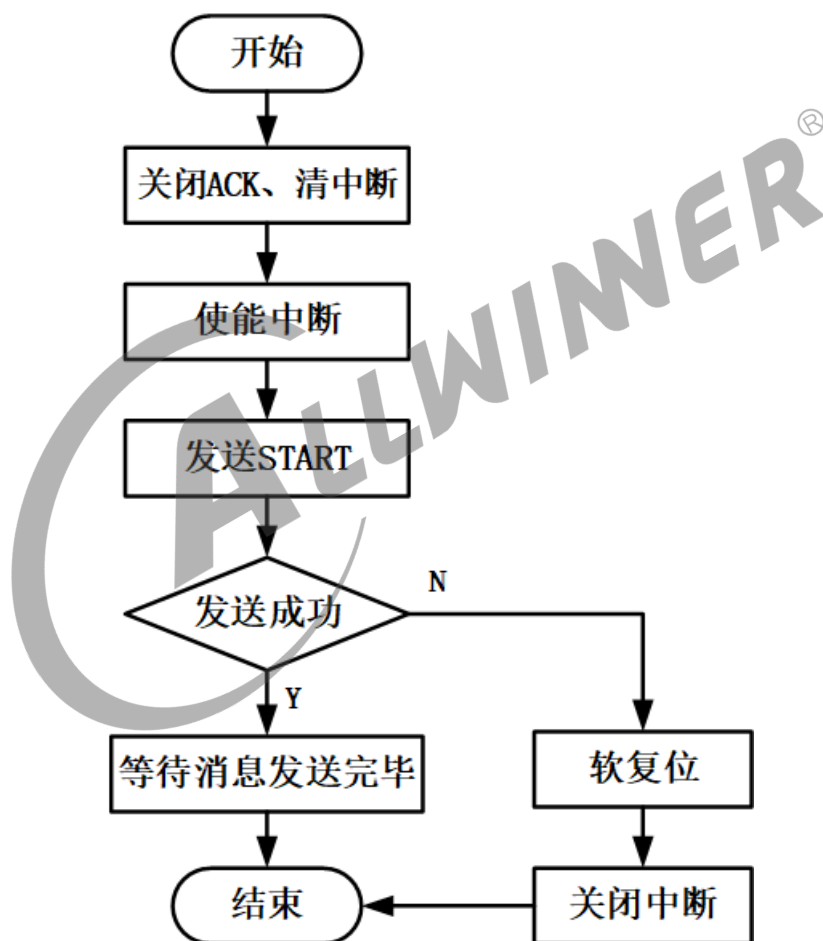 开始
关闭ACK、清中断
使能中断
发送START
发送成功
N
Y
等待消息发送完毕
软复位
结束
关闭中断
ALLWINNER®